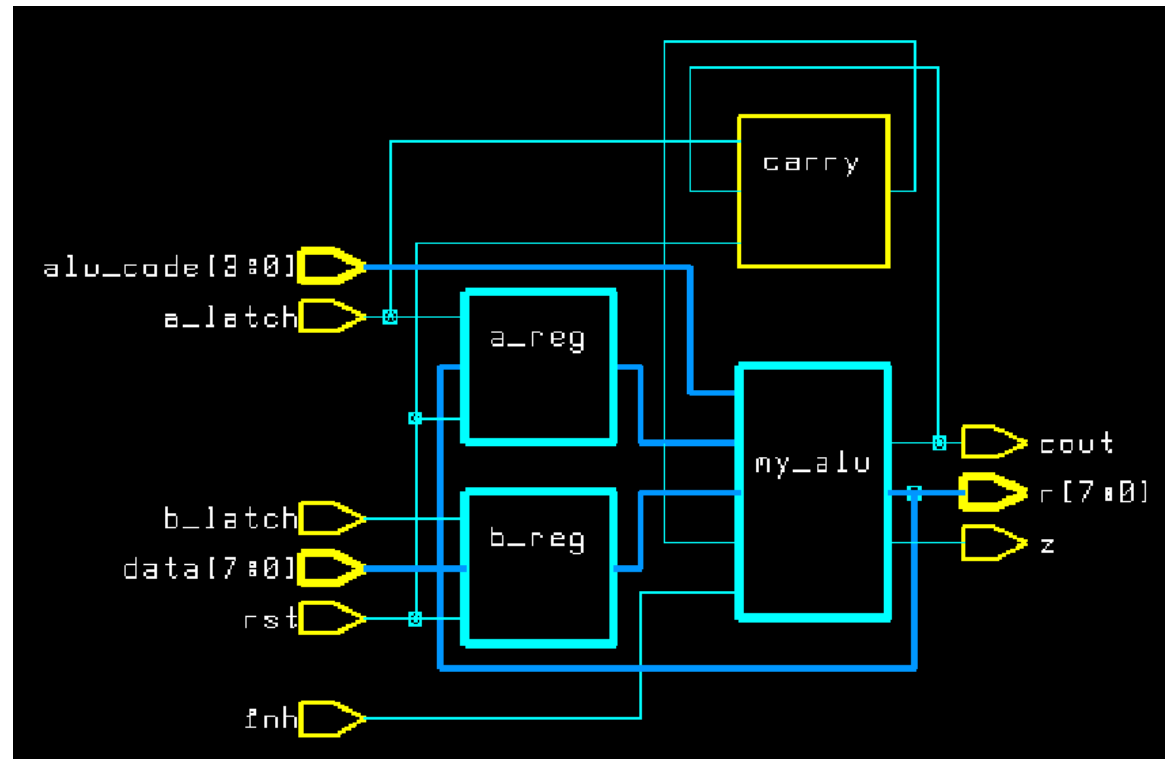 carry
alu_code[3:0]
a_latch
a_reg
my_alu
cout
r[7:0]
b_latch
b_reg
z
data[7:0]
rst
fnh